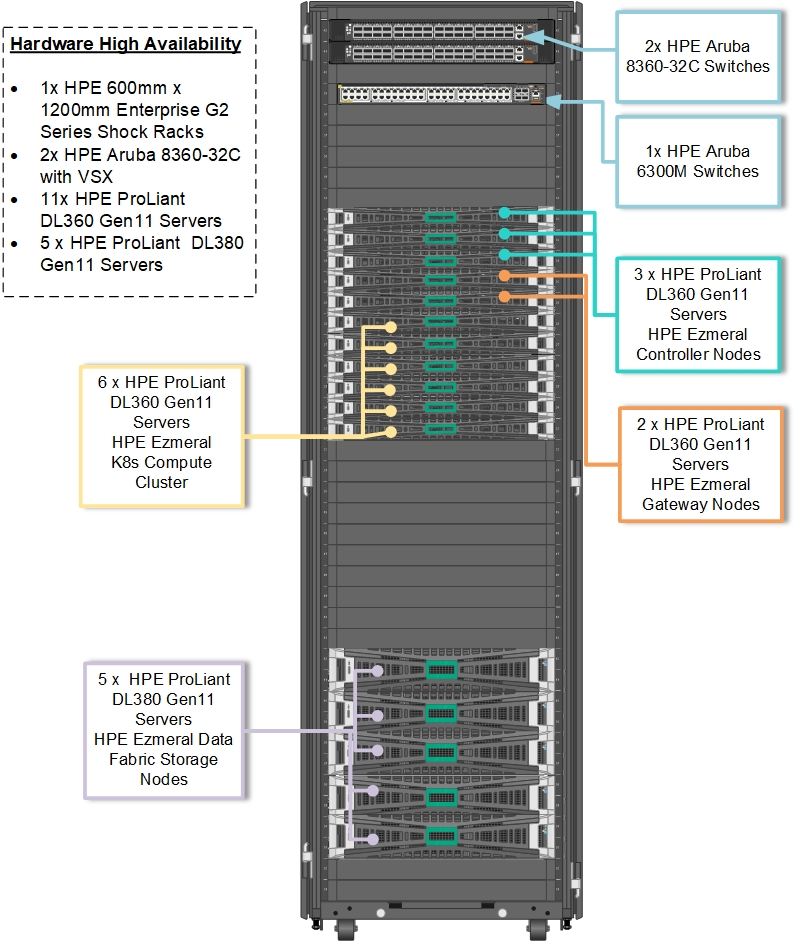 Hardware High Availability
• 1x HPE 600mm x
1200mm Enterprise G2
Series Shock Racks
• 2x HPE Aruba 8360-32C
with VSX
• 11x HPE ProLiant
DL360 Gen11 Servers
• 5 x HPE ProLiant DL380
Gen11 Servers
2x HPE Aruba
8360-32C Switches
1x HPE Aruba
6300M Switches
3 x HPE ProLiant
DL360 Gen11
Servers
HPE Ezmeral
Controller Nodes
6 x HPE ProLiant
DL360 Gen11
Servers
HPE Ezmeral
K8s Compute
Cluster
2 x HPE ProLiant
DL360 Gen11
Servers
HPE Ezmeral
Gateway Nodes
5 x HPE ProLiant
DL380 Gen11
Servers
HPE Ezmeral Data
Fabric Storage
Nodes